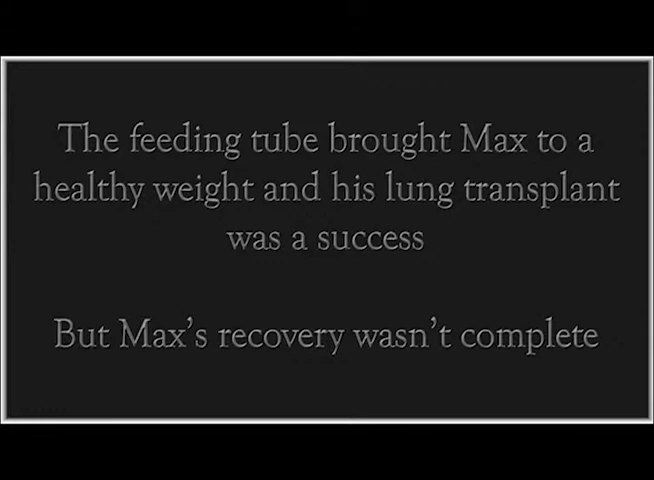 The feeding tube brought Max to a
healthy weight and his lung transplant
was a success
But Max’s recovery wasn’t complete